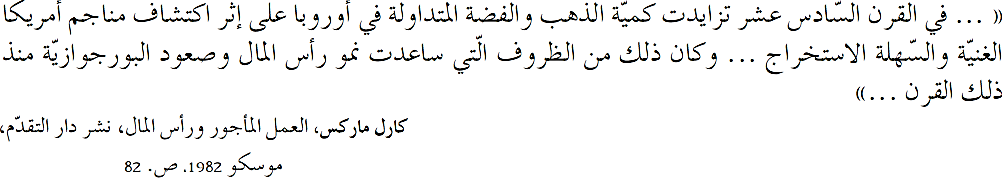 (( ... في القرن السّادس عشر تزايدت كميّة الذهب والفضة المتداولة في أوروبا على إثر اكتشاف مناجم أمريكا
الغنيّة والسّهلة الاستخراج ... وكان ذلك من الظروف الّتي ساعدت نمو رأس المال وصعود البورجوازيّة منذ
ذلك القرن ...))
كارل ماركس، العمل المأجور ورأس المال، نشر دار التقدّم،
موسكو 1982. ص. 82